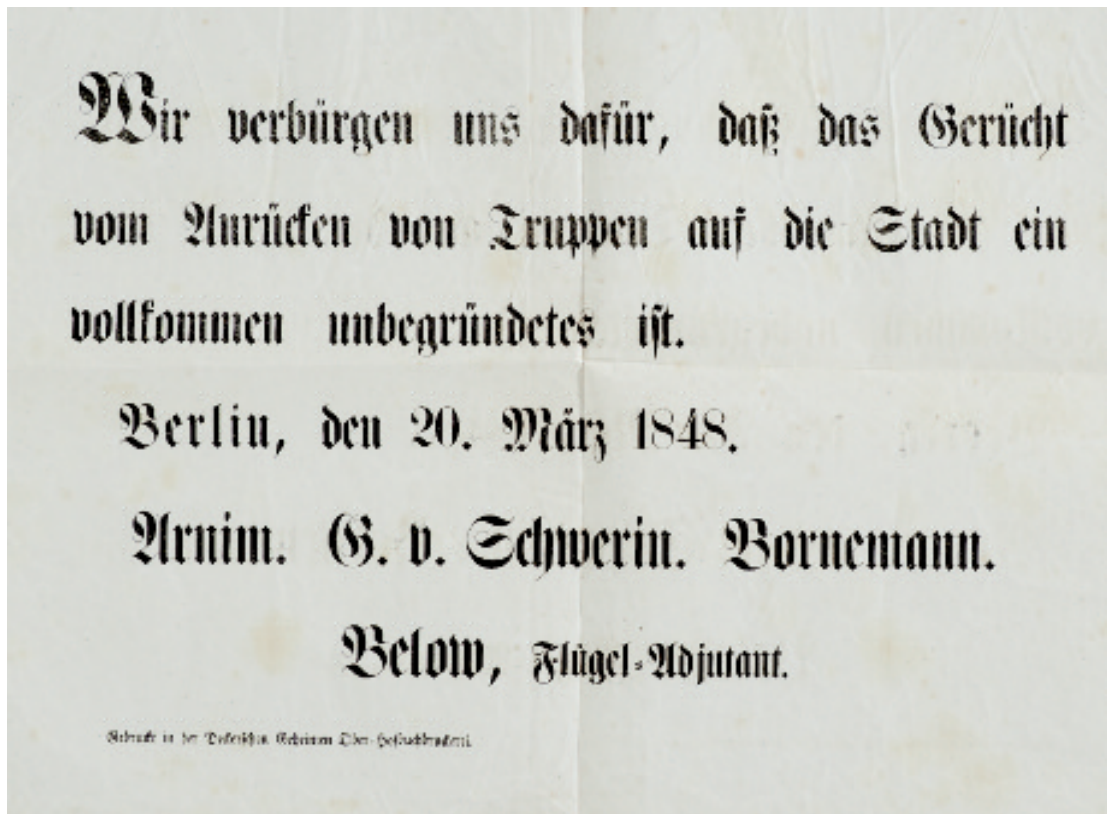 Wir verbürgen uns dafür, daß das Gerücht
vom Anrücken von Truppen auf die Stadt ein
vollkommen unbegründetes ist.
Berlin, den 20. März 1848.
Arnim. G. v. Schwerin. Bornemann.
Below, Flügel-Adjutant.
Gedruckt in der Deckerschen Geheimen Ober-Hofbuchdruckerei.